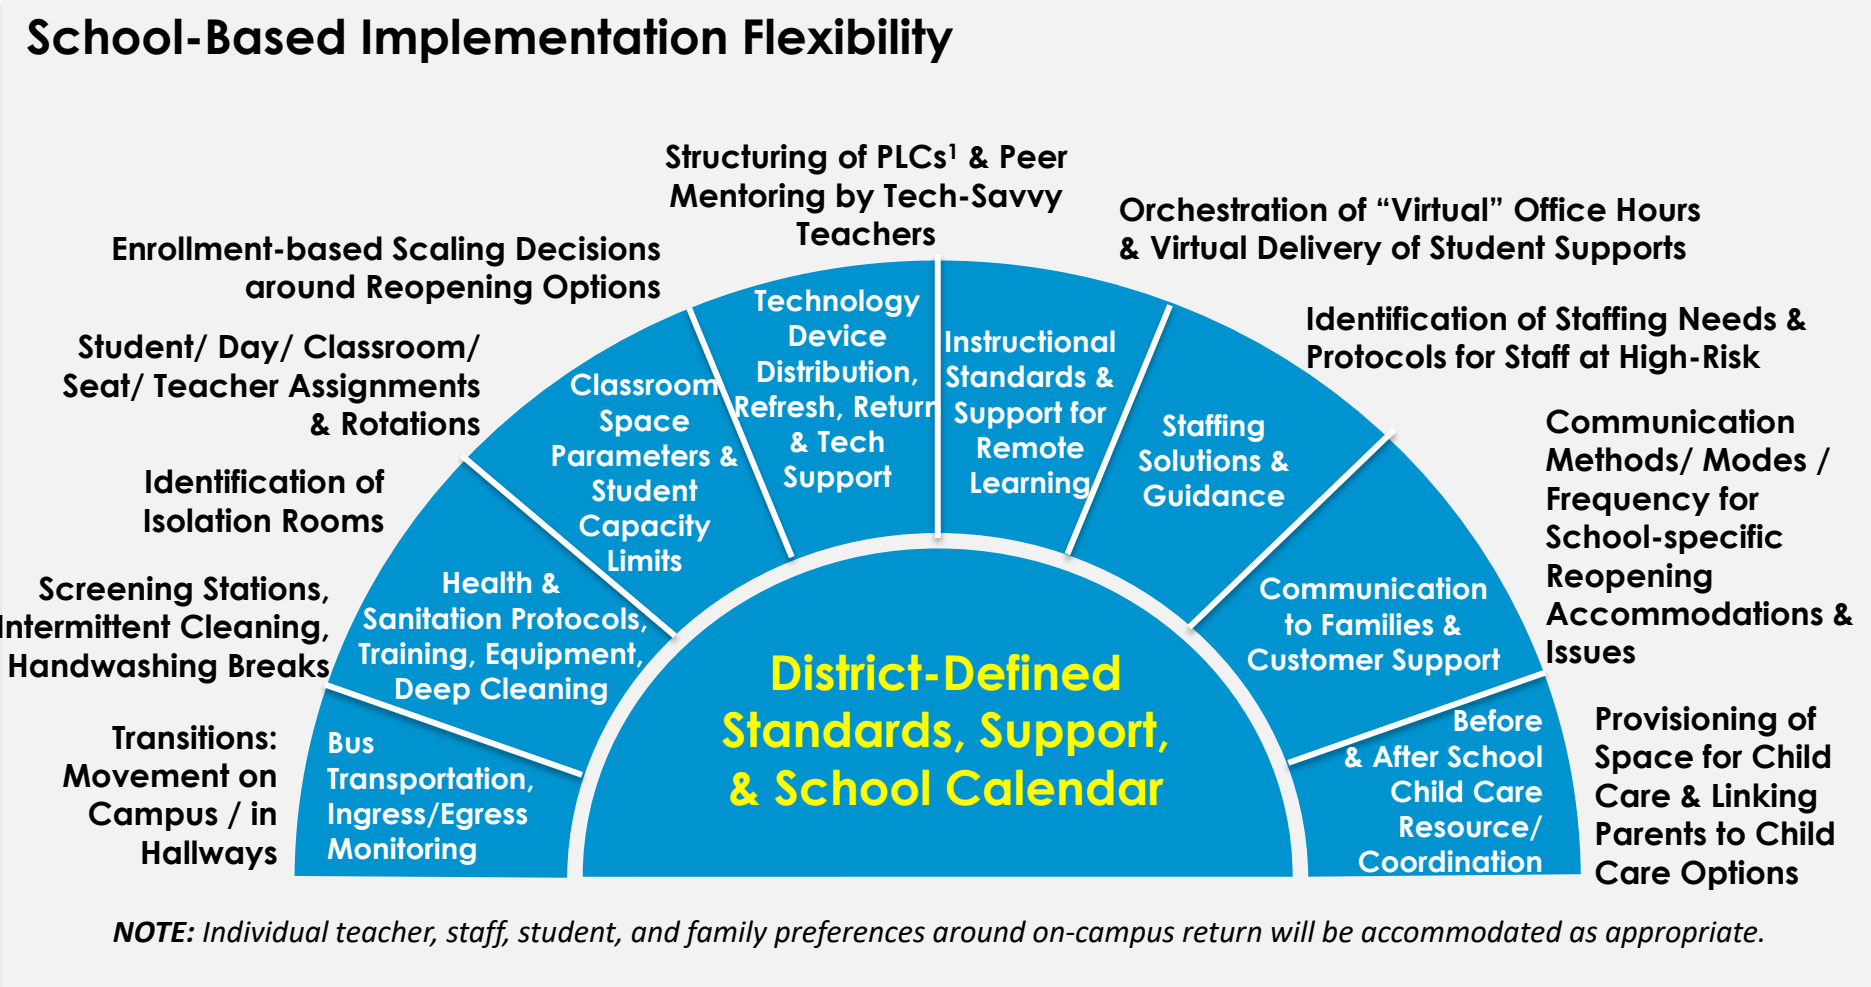 School-Based Implementation Flexibility
Structuring of PLCs¹ & Peer
Mentoring by Tech-Savvy
Teachers
Orchestration of “Virtual” Office Hours
& Virtual Delivery of Student Supports
Enrollment-based Scaling Decisions
around Reopening Options
Identification of Staffing Needs &
Protocols for Staff at High-Risk
Student/ Day/ Classroom/
Seat/ Teacher Assignments
& Rotations
Communication
Methods/ Modes /
Frequency for
School-specific
Reopening
Accommodations &
Issues
Identification of
Isolation Rooms
Screening Stations,
Intermittent Cleaning,
Handwashing Breaks
Transitions:
Movement on
Campus / in
Hallways
Provisioning of
Space for Child
Care & Linking
Parents to Child
Care Options
Bus
Transportation,
Ingress/Egress
Monitoring
Health &
Sanitation Protocols,
Training, Equipment,
Deep Cleaning
Classroom
Space
Parameters &
Student
Capacity
Limits
Technology
Device
Distribution,
Refresh, Return
& Tech
Support
Instructional
Standards &
Support for
Remote
Learning
Staffing
Solutions &
Guidance
Communication
to Families &
Customer Support
Before
& After School
Child Care
Resource/
Coordination
District-Defined
Standards, Support,
& School Calendar
NOTE: Individual teacher, staff, student, and family preferences around on-campus return will be accommodated as appropriate.